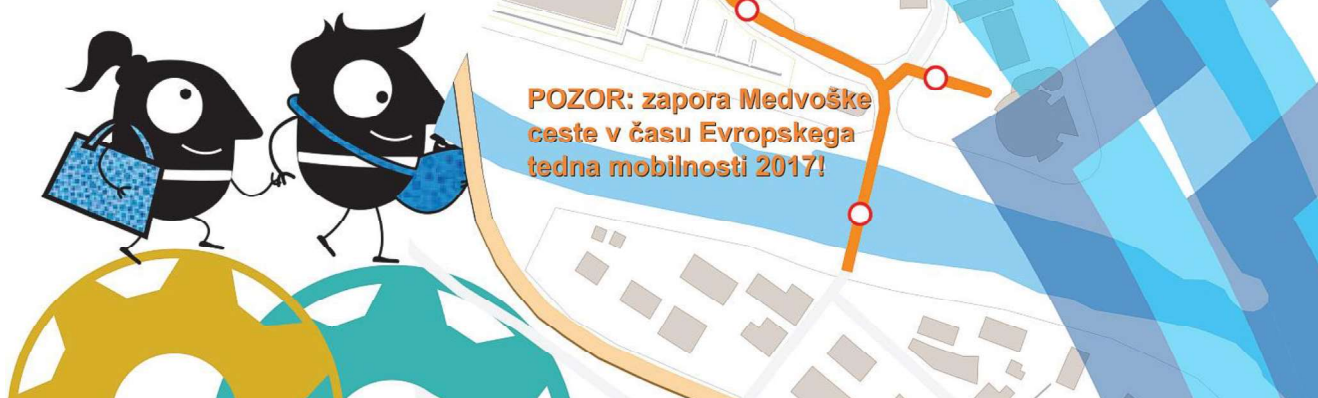 POZOR: zapora Medvoške
ceste v času Evropskega
tedna mobilnosti 2017!